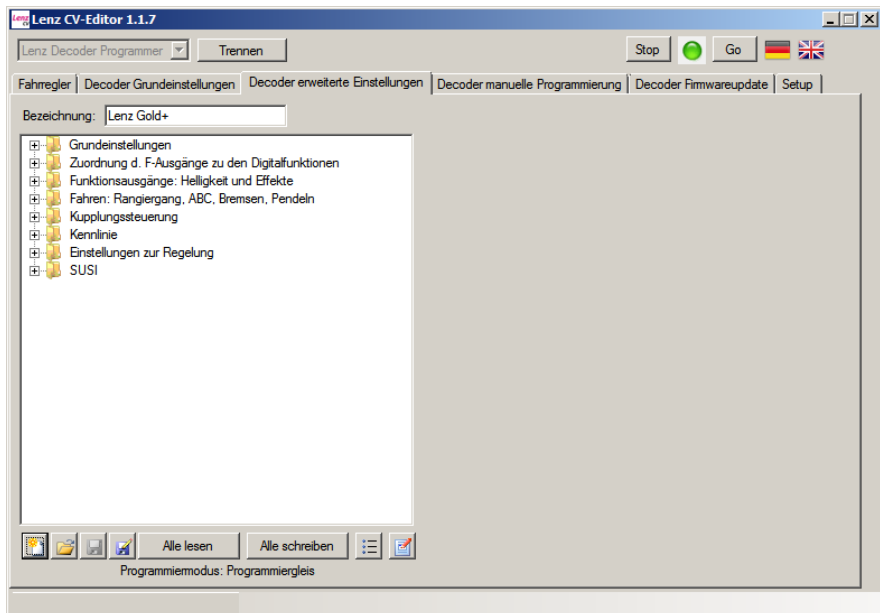 Lenz CV Lenz CV-Editor 1.1.7
Lenz Decoder Programmer Trennen Stop Go
Fahrregler Decoder Grundeinstellungen Decoder erweiterte Einstellungen Decoder manuelle Programmierung Decoder Firmwareupdate Setup
Bezeichnung: Lenz Gold+
Grundeinstellungen
Zuordnung d. F-Ausgänge zu den Digitalfunktionen
Funktionsausgänge: Helligkeit und Effekte
Fahren: Rangiergang, ABC, Bremsen, Pendeln
Kupplungssteuerung
Kennlinie
Einstellungen zur Regelung
SUSI
Alle lesen Alle schreiben
Programmiermodus: Programmiergleis